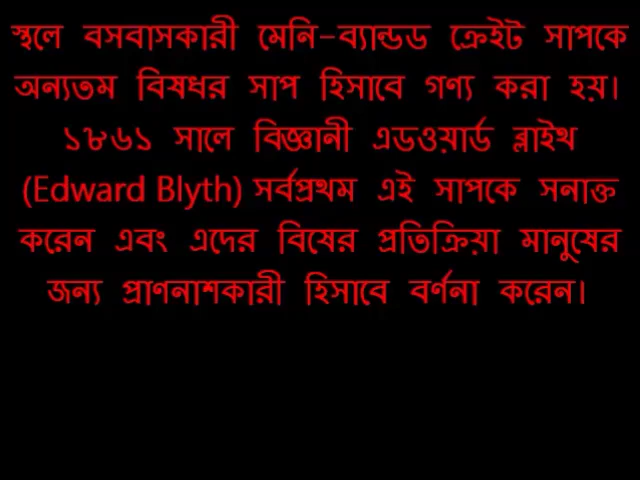 স্থলে বসবাসকারী মেনি-ব্যান্ডড ক্রেইট সাপকে
অন্যতম বিষধর সাপ হিসাবে গণ্য করা হয়।
১৮৬১ সালে বিজ্ঞানী এডওয়ার্ড ব্লাইথ
(Edward Blyth) সর্বপ্রথম এই সাপকে সনাক্ত
করেন এবং এদের বিষের প্রতিক্রিয়া মানুষের
জন্য প্রাণনাশকারী হিসাবে বর্ণনা করেন।